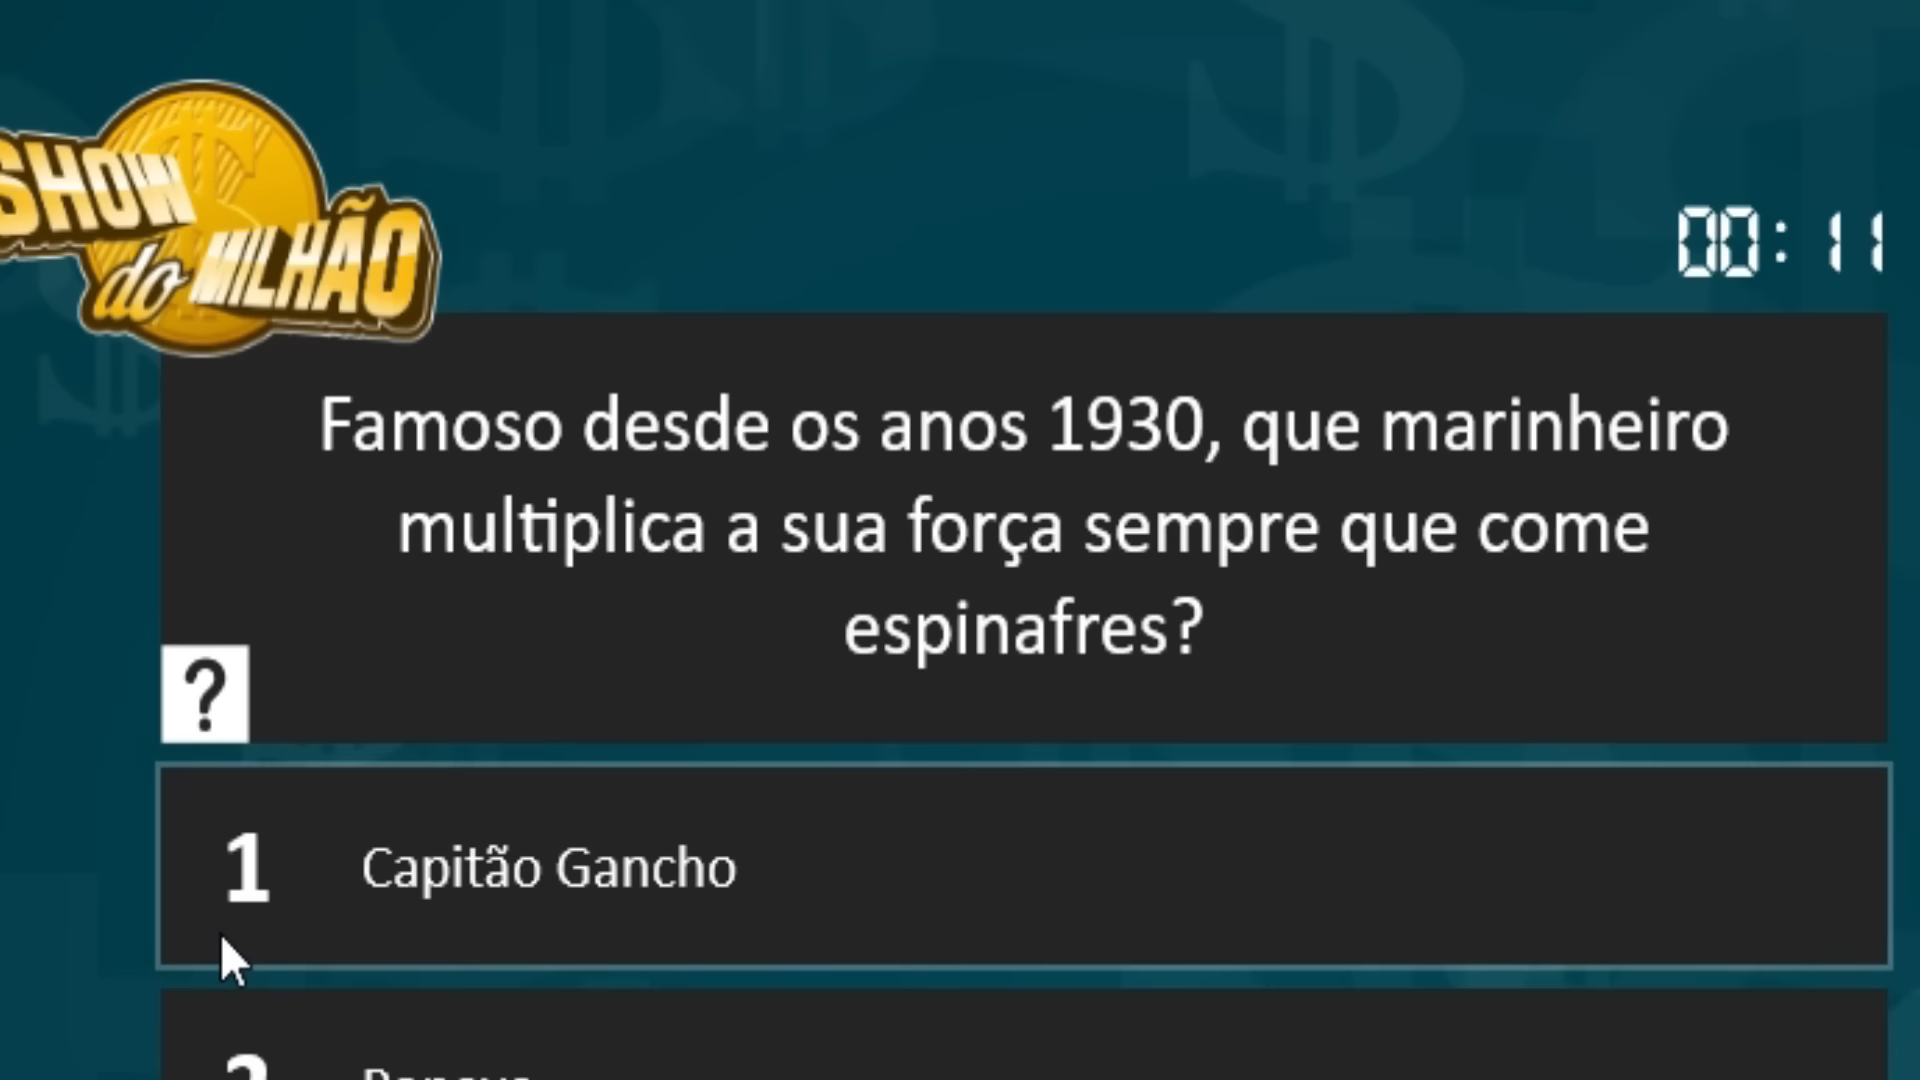 SHOW
do MILHÃO
00:11
Famoso desde os anos 1930, que marinheiro
multiplica a sua força sempre que come
espinafres?
?
1 Capitão Gancho
2